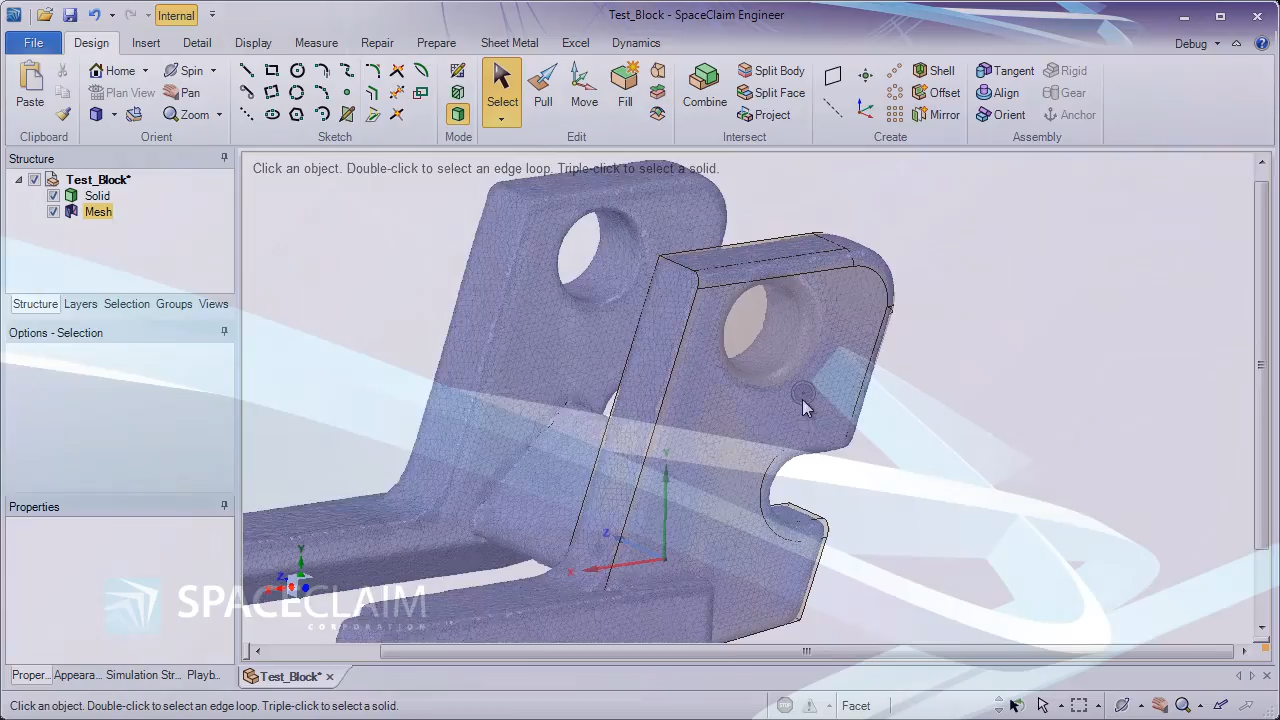 Internal
Test_Block - SpaceClaim Engineer
File Design Insert Detail Display Measure Repair Prepare Sheet Metal Excel Dynamics Debug
Paste
Home Spin
Plan View Pan
Zoom
Select Pull Move Fill
Combine
Split Body
Split Face
Project
Shell
Offset
Mirror
Tangent Rigid
Align Gear
Orient Anchor
Clipboard Orient Sketch Mode Edit Intersect Create Assembly
Structure
Test_Block*
Solid
Mesh
Structure Layers Selection Groups Views
Options - Selection
Properties
Click an object. Double-click to select an edge loop. Triple-click to select a solid.
Y
Z
X
Y
Z
SPACECLAIM
CORPORATION
Proper... Appeara... Simulation Str... Playb...
Test_Block*
Click an object. Double-click to select an edge loop. Triple-click to select a solid.
STOP
Facet